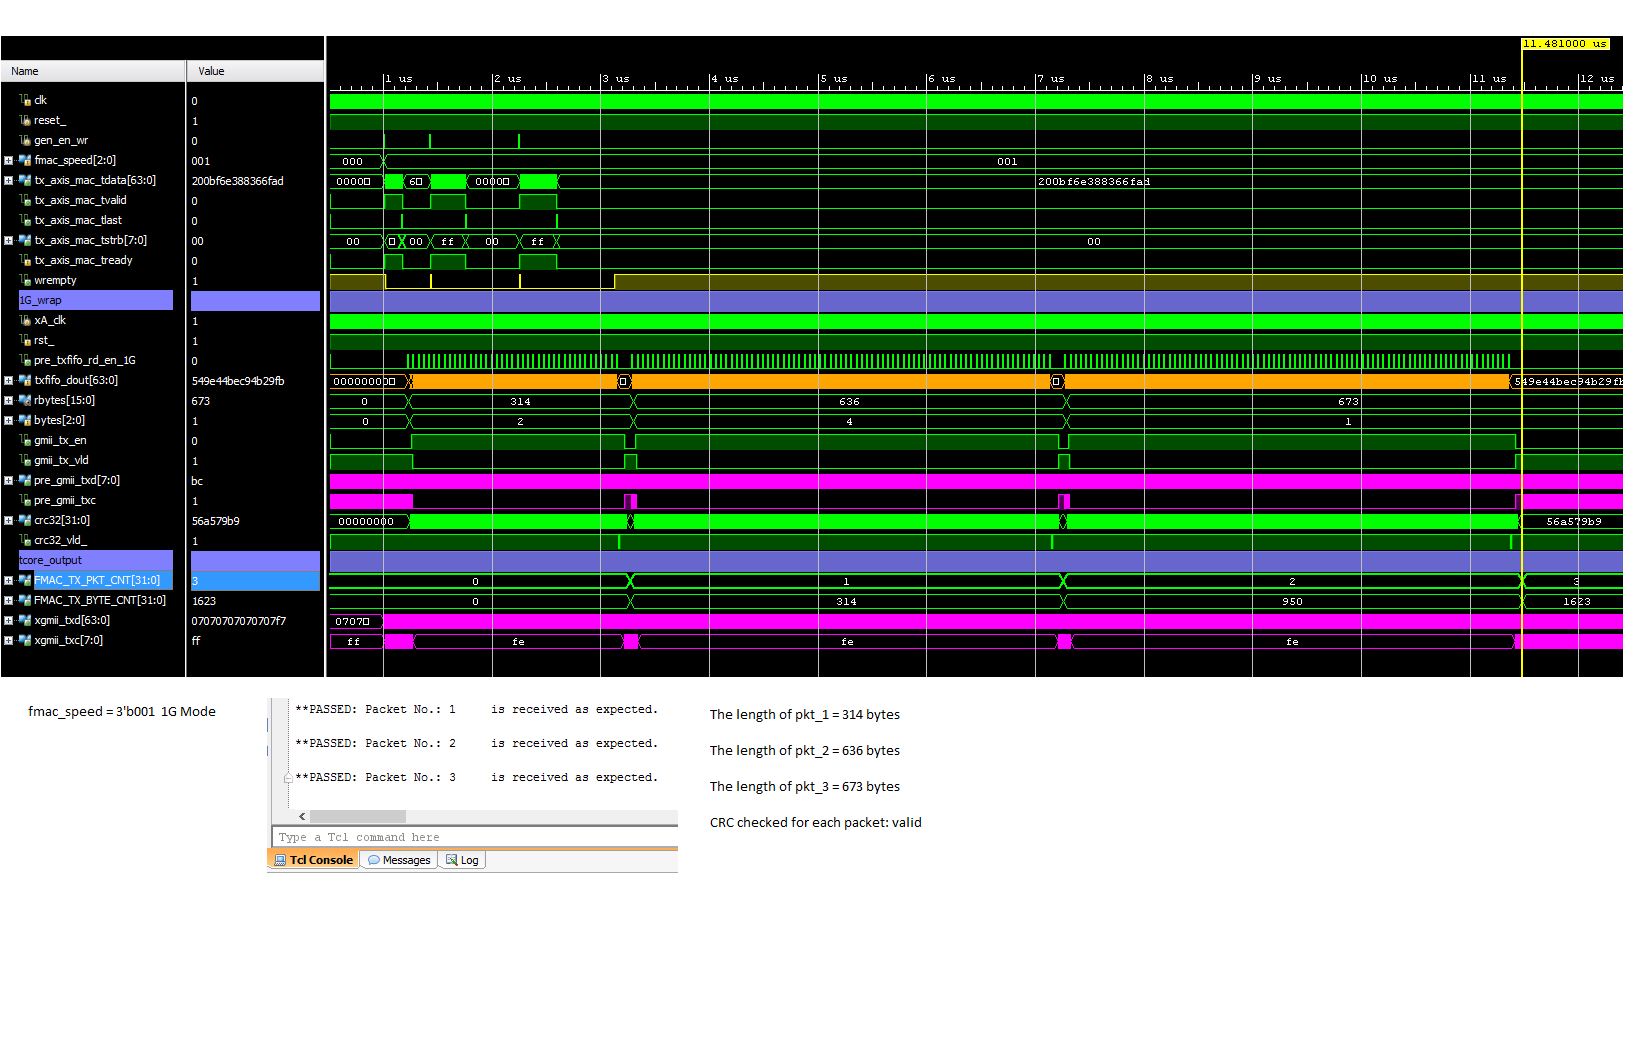 11.481000 us
Name Value
1 us 2 us 3 us 4 us 5 us 6 us 7 us 8 us 9 us 10 us 11 us 12 us
clk 0
reset_ 1
gen_en_wr 0
fmac_speed[2:0] 001 000 001
tx_axis_mac_tdata[63:0] 200bf6e388366fad 0000 6 0000 200bf6e388366fad
tx_axis_mac_tvalid 0
tx_axis_mac_tlast 0
tx_axis_mac_tstrb[7:0] 00 00 00 ff 00 ff 00
tx_axis_mac_tready 0
wrempty 1
1G_wrap
xA_clk 1
rst_ 1
pre_txfifo_rd_en_1G 0
txfifo_dout[63:0] 549e44bec94b29fb 000000000 549e44bec94b29fb
rbytes[15:0] 673 0 314 636 673
bytes[2:0] 1 0 2 4 1
gmii_tx_en 0
gmii_tx_vld 1
pre_gmii_txd[7:0] bc
pre_gmii_txc 1
crc32[31:0] 56a579b9 00000000 56a579b9
crc32_vld_ 1
tcore_output
FMAC_TX_PKT_CNT[31:0] 3 0 1 2 3
FMAC_TX_BYTE_CNT[31:0] 1623 0 314 950 1623
xgmii_txd[63:0] 07070707070707f7 0707
xgmii_txc[7:0] ff ff fe fe fe
fmac_speed = 3'b001 1G Mode
**PASSED: Packet No.: 1 is received as expected.
**PASSED: Packet No.: 2 is received as expected.
**PASSED: Packet No.: 3 is received as expected.
Type a Tcl command here
Tcl Console Messages Log
The length of pkt_1 = 314 bytes
The length of pkt_2 = 636 bytes
The length of pkt_3 = 673 bytes
CRC checked for each packet: valid